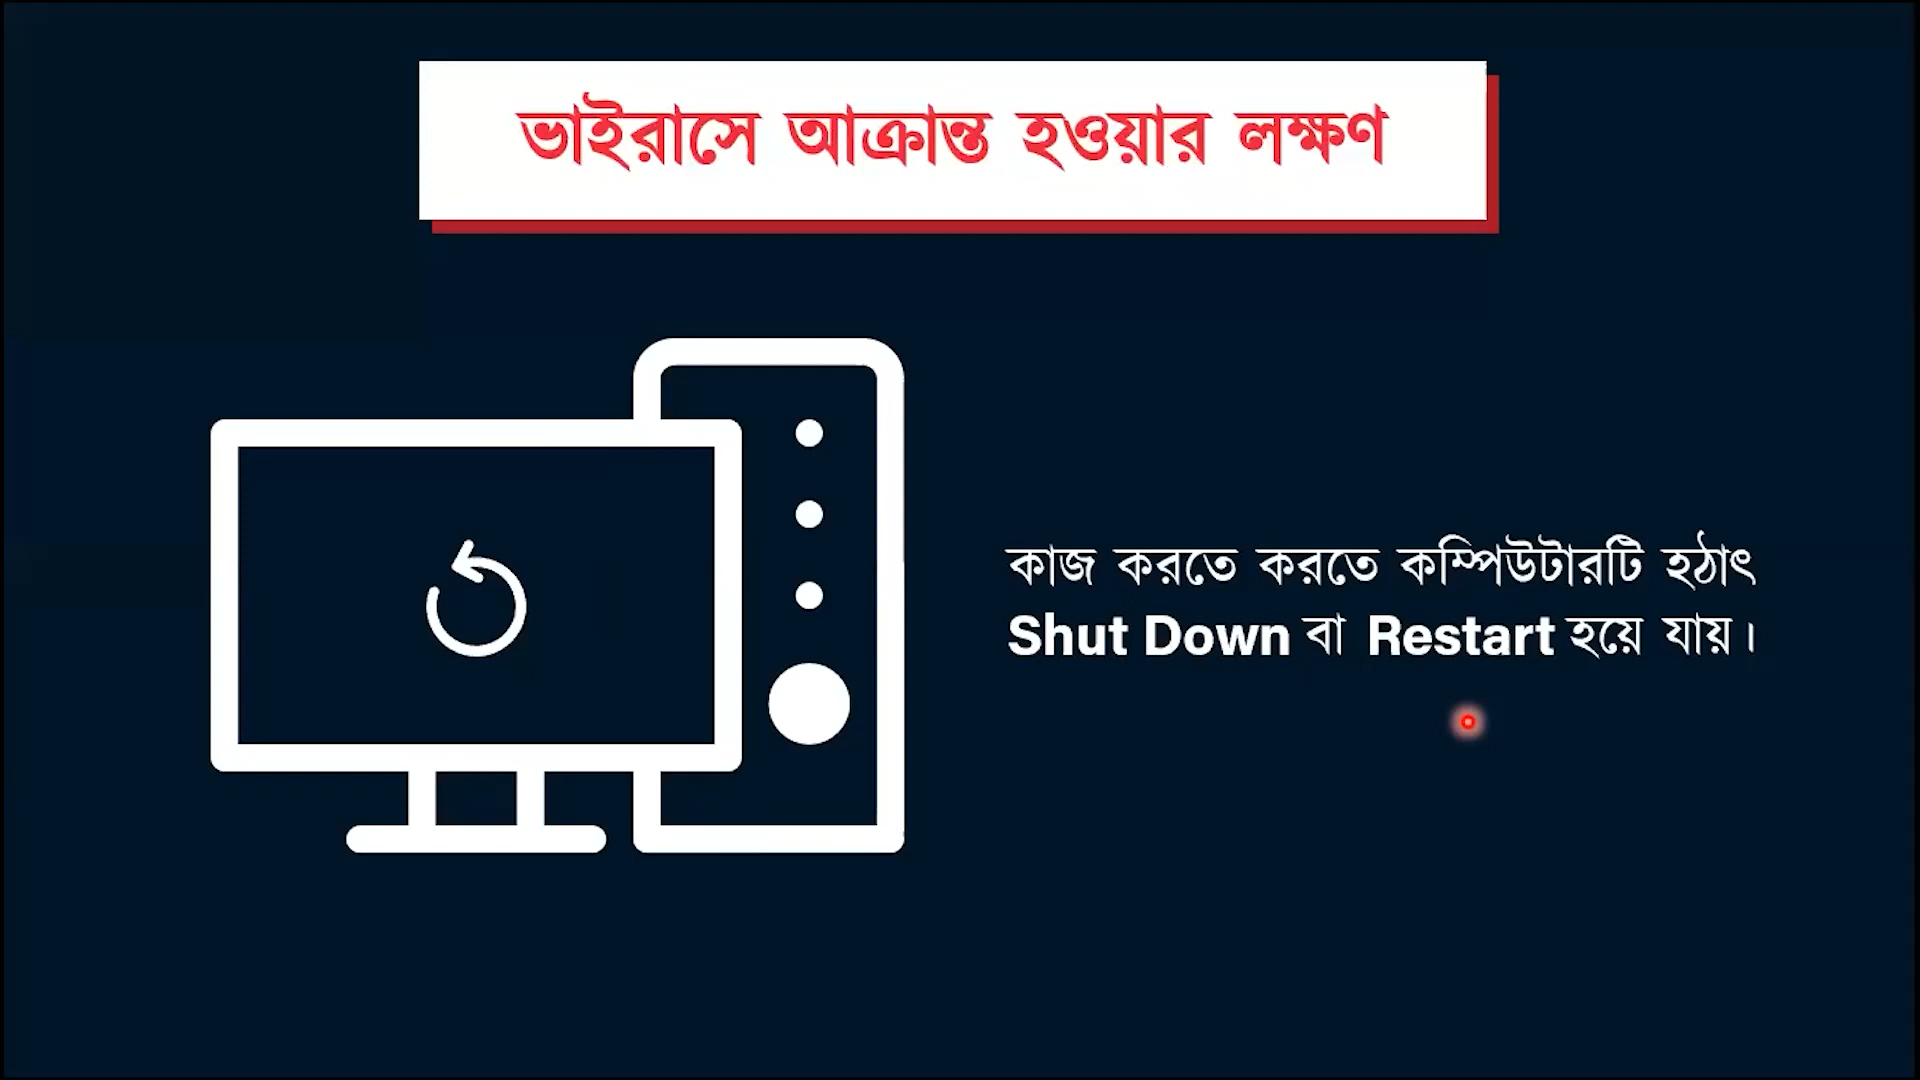 ভাইরাসে আক্রান্ত হওয়ার লক্ষণ
কাজ করতে করতে কম্পিউটারটি হঠাৎ
Shut Down বা Restart হয়ে যায়।